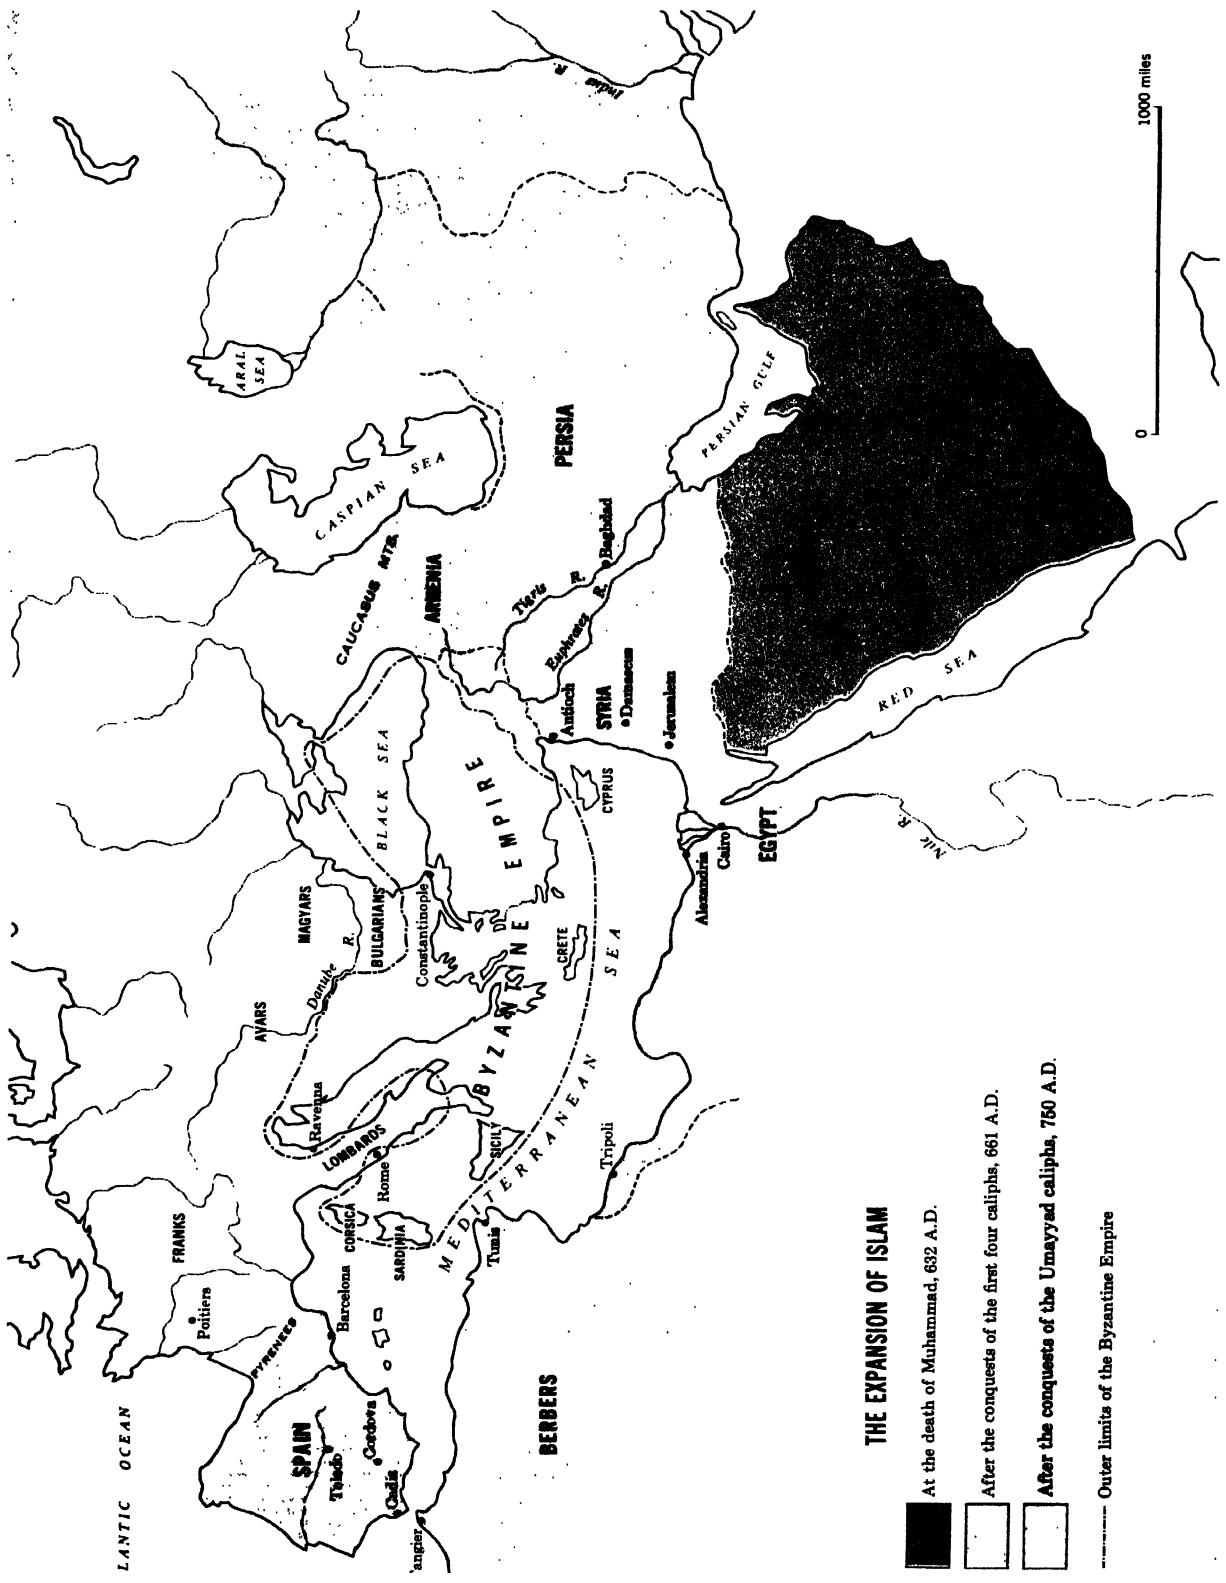 THE EXPANSION OF ISLAM
At the death of Muhammad, 632 A.D.
After the conquests of the first four caliphs, 661 A.D.
After the conquests of the Umayyad caliphs, 750 A.D.
Outer limits of the Byzantine Empire
0 1000 miles
LANTIC OCEAN
FRANKS
Poitiers
PYRENEES
SPAIN
Toledo
Cordova
Cadis
angier
Barcelona
CORSICA
SARDINIA
LOMBARDS
Ravenna
Rome
SICILY
Tunis
Tripoli
BERBERS
MEDITERRANEAN SEA
AVARS
MAGYARS
Danube R.
BULGARIANS
Constantinople
BYZANTINE EMPIRE
CRETE
CYPRUS
BLACK SEA
CAUCASUS MTS.
ARMENIA
CASPIAN SEA
ARAL SEA
PERSIA
Tigris R.
Euphrates R.
Baghdad
Antioch
SYRIA
Damascus
Jerusalem
Alexandria
Cairo
EGYPT
Nile R.
RED SEA
PERSIAN GULF
Indus R.